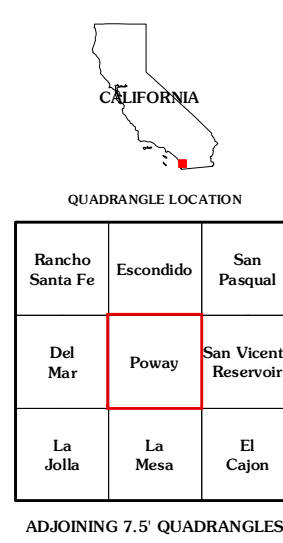 CALIFORNIA
QUADRANGLE LOCATION
Rancho
Santa Fe
Escondido
San
Pasqual
Del
Mar
Poway
San Vicent
Reservoir
La
Jolla
La
Mesa
El
Cajon
ADJOINING 7.5' QUADRANGLES